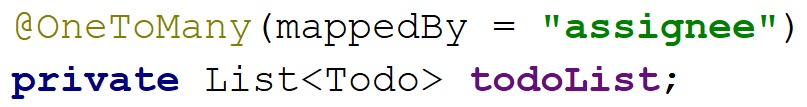 @OneToMany(mappedBy = "assignee")
private List<Todo> todoList;